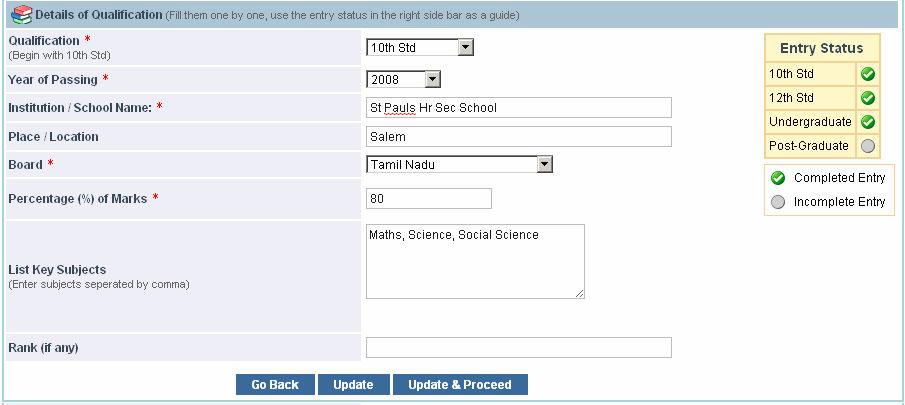 Details of Qualification (Fill them one by one, use the entry status in the right side bar as a guide)
Qualification *
(Begin with 10th Std)
10th Std
Year of Passing *
2008
Institution / School Name: *
St Pauls Hr Sec School
Place / Location
Salem
Board *
Tamil Nadu
Percentage (%) of Marks *
80
List Key Subjects
(Enter subjects seperated by comma)
Maths, Science, Social Science
Rank (if any)
Go Back
Update
Update & Proceed
Entry Status
10th Std
12th Std
Undergraduate
Post-Graduate
Completed Entry
Incomplete Entry